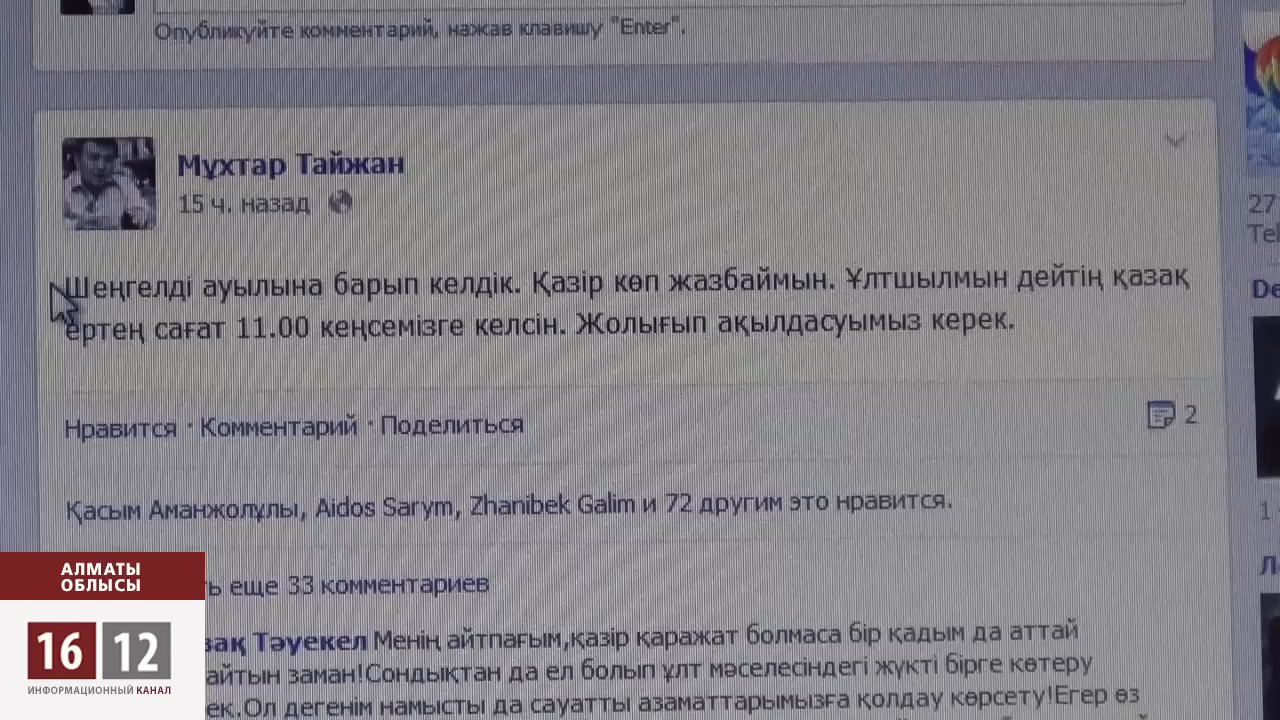 Опубликуйте комментарий, нажав клавишу "Enter".
Мұхтар Тайжан
15 ч. назад
Шеңгелді ауылына барып келдік. Қазір көп жазбаймын. Ұлтшылмын дейтің қазақ
ертең сағат 11.00 кеңсемізге келсін. Жолығып ақылдасуымыз керек.
Нравится · Комментарий · Поделиться
2
Қасым Аманжолұлы, Aidos Sarym, Zhanibek Galim и 72 другим это нравится.
еще 33 комментариев
Тәуекел Менің айтпағым,қазір қаражат болмаса бір қадым да аттай
айтын заман!Сондықтан да ел болып ұлт мәселесіндегі жүкті бірге көтеру
ек.Ол дегенім намысты да сауатты азаматтарымызға қолдау көрсету!Егер өз
27
Tel
De
1
Л
АЛМАТЫ
ОБЛЫСЫ
16 12
ИНФОРМАЦИОННЫЙ КАНАЛ